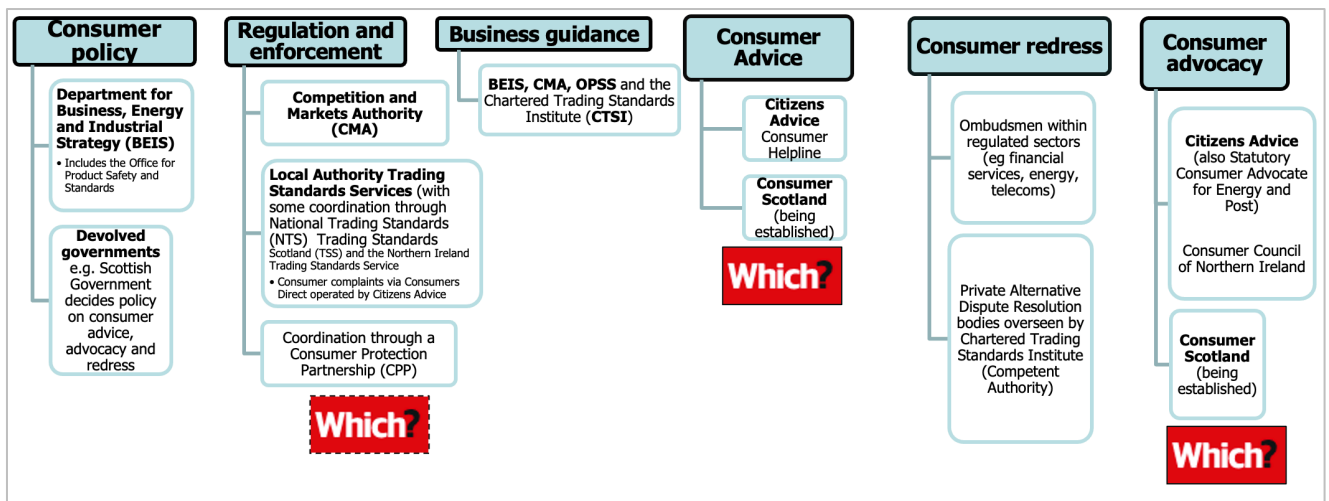 Consumer
policy
Department for
Business, Energy
and Industrial
Strategy (BEIS)
• Includes the Office for
Product Safety and
Standards
Devolved
governments
e.g. Scottish
Government
decides policy
on consumer
advice,
advocacy and
redress
Regulation and
enforcement
Competition and
Markets Authority
(CMA)
Local Authority Trading
Standards Services (with
some coordination through
National Trading Standards
(NTS) Trading Standards
Scotland (TSS) and the Northern Ireland
Trading Standards Service
• Consumer complaints via Consumers
Direct operated by Citizens Advice
Coordination through a
Consumer Protection
Partnership (CPP)
Which?
Business guidance
BEIS, CMA, OPSS and the
Chartered Trading Standards
Institute (CTSI)
Consumer
Advice
Citizens
Advice
Consumer
Helpline
Consumer
Scotland
(being
established)
Which?
Consumer redress
Ombudsmen within
regulated sectors
(eg financial
services, energy,
telecoms)
Private Alternative
Dispute Resolution
bodies overseen by
Chartered Trading
Standards Institute
(Competent
Authority)
Consumer
advocacy
Citizens Advice
(also Statutory
Consumer Advocate
for Energy and
Post)
Consumer Council
of Northern Ireland
Consumer
Scotland
(being
established)
Which?